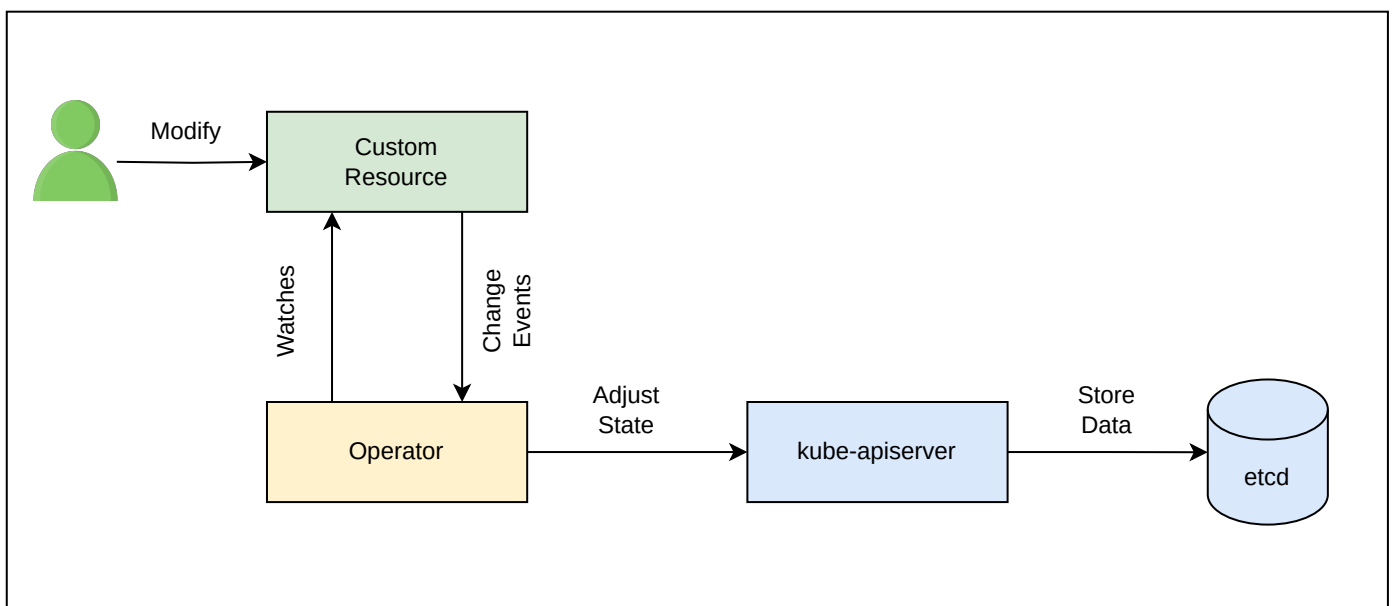 Modify
Custom
Resource
Watches
Change
Events
Operator
Adjust
State
kube-apiserver
Store
Data
etcd